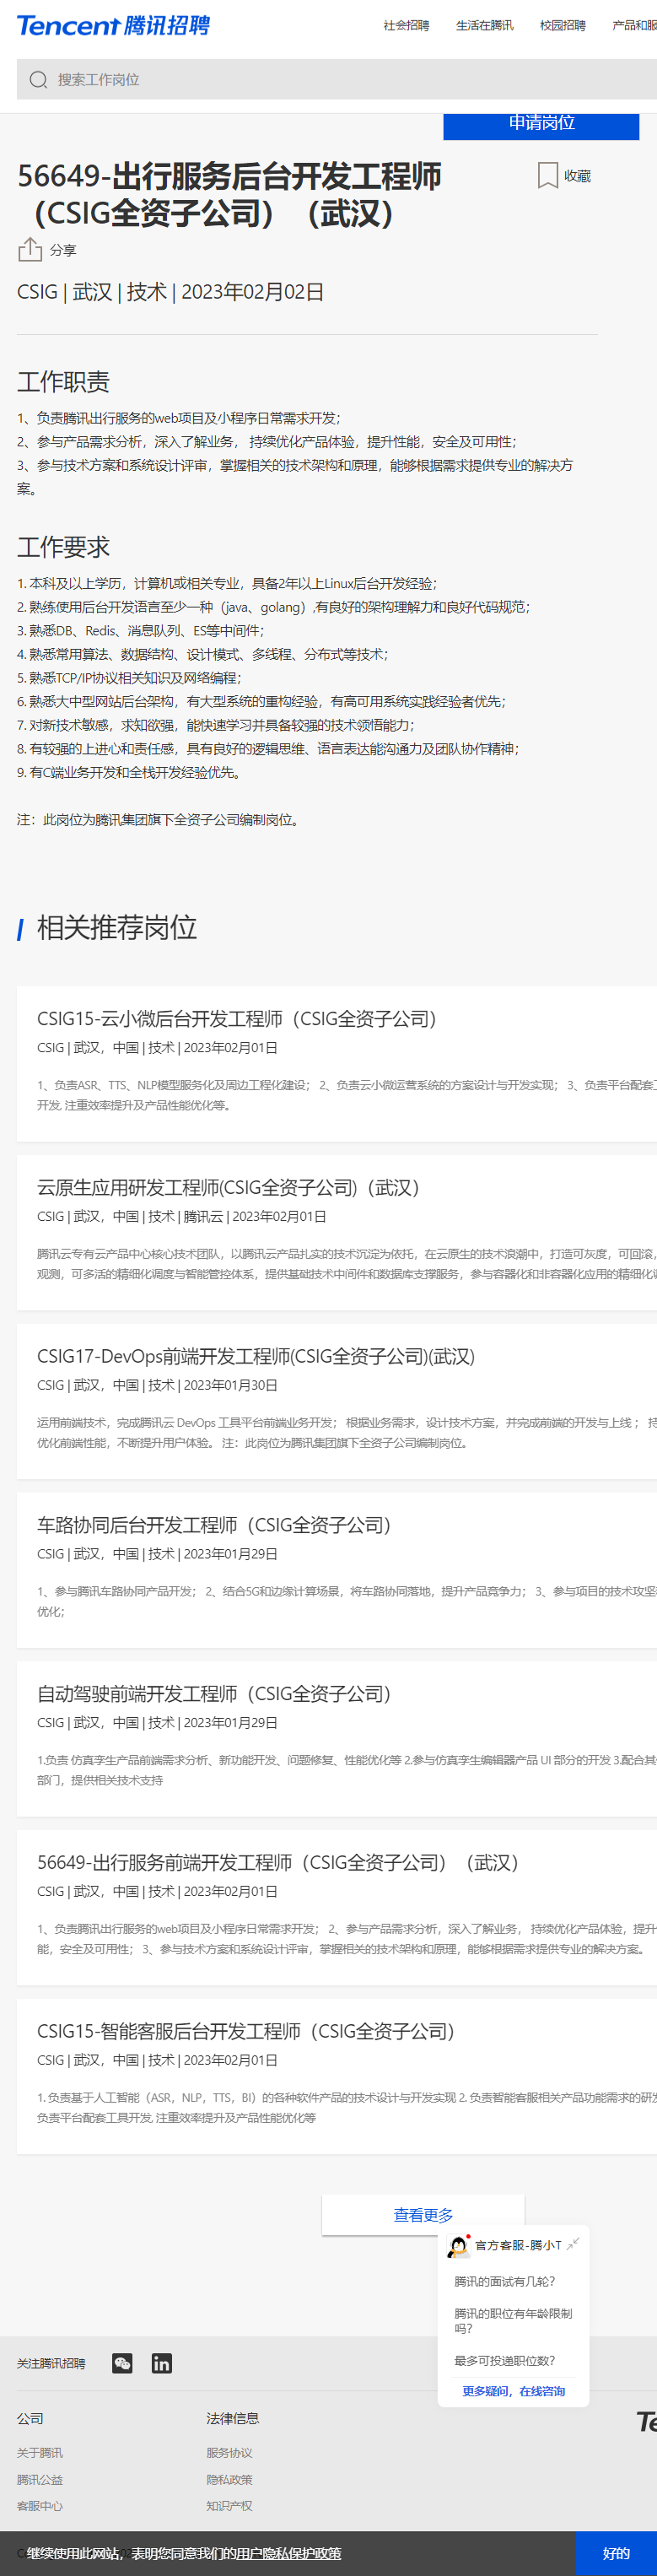 Tencent 腾讯招聘
社会招聘 生活在腾讯 校园招聘 产品和服
搜索工作岗位
申请岗位
56649-出行服务后台开发工程师
（CSIG全资子公司）（武汉）
收藏
分享
CSIG | 武汉 | 技术 | 2023年02月02日
工作职责
1、负责腾讯出行服务的web项目及小程序日常需求开发；
2、参与产品需求分析，深入了解业务， 持续优化产品体验，提升性能，安全及可用性；
3、参与技术方案和系统设计评审，掌握相关的技术架构和原理，能够根据需求提供专业的解决方
案。
工作要求
1. 本科及以上学历，计算机或相关专业，具备2年以上Linux后台开发经验；
2. 熟练使用后台开发语言至少一种（java、golang）,有良好的架构理解力和良好代码规范；
3. 熟悉DB、Redis、消息队列、ES等中间件；
4. 熟悉常用算法、数据结构、设计模式、多线程、分布式等技术；
5. 熟悉TCP/IP协议相关知识及网络编程；
6. 熟悉大中型网站后台架构，有大型系统的重构经验，有高可用系统实践经验者优先；
7. 对新技术敏感，求知欲强，能快速学习并具备较强的技术领悟能力；
8. 有较强的上进心和责任感，具有良好的逻辑思维、语言表达能沟通力及团队协作精神；
9. 有C端业务开发和全栈开发经验优先。
注：此岗位为腾讯集团旗下全资子公司编制岗位。
相关推荐岗位
CSIG15-云小微后台开发工程师（CSIG全资子公司）
CSIG | 武汉，中国 | 技术 | 2023年02月01日
1、负责ASR、TTS、NLP模型服务化及周边工程化建设； 2、负责云小微运营系统的方案设计与开发实现； 3、负责平台配套工
开发, 注重效率提升及产品性能优化等。
云原生应用研发工程师(CSIG全资子公司)（武汉）
CSIG | 武汉，中国 | 技术 | 腾讯云 | 2023年02月01日
腾讯云专有云产品中心核心技术团队，以腾讯云产品扎实的技术沉淀为依托，在云原生的技术浪潮中，打造可灰度，可回滚，
观测，可多活的精细化调度与智能管控体系，提供基础技术中间件和数据库支撑服务，参与容器化和非容器化应用的精细化调
CSIG17-DevOps前端开发工程师(CSIG全资子公司)(武汉)
CSIG | 武汉，中国 | 技术 | 2023年01月30日
运用前端技术，完成腾讯云 DevOps 工具平台前端业务开发； 根据业务需求，设计技术方案，并完成前端的开发与上线 ； 持
优化前端性能，不断提升用户体验。 注：此岗位为腾讯集团旗下全资子公司编制岗位。
车路协同后台开发工程师（CSIG全资子公司）
CSIG | 武汉，中国 | 技术 | 2023年01月29日
1、参与腾讯车路协同产品开发； 2、结合5G和边缘计算场景，将车路协同落地，提升产品竞争力； 3、参与项目的技术攻坚
优化；
自动驾驶前端开发工程师（CSIG全资子公司）
CSIG | 武汉，中国 | 技术 | 2023年01月29日
1.负责 仿真孪生产品前端需求分析、新功能开发、问题修复、性能优化等 2.参与仿真孪生编辑器产品 UI 部分的开发 3.配合其
部门，提供相关技术支持
56649-出行服务前端开发工程师（CSIG全资子公司）（武汉）
CSIG | 武汉，中国 | 技术 | 2023年02月01日
1、负责腾讯出行服务的web项目及小程序日常需求开发； 2、参与产品需求分析，深入了解业务， 持续优化产品体验，提升
能，安全及可用性； 3、参与技术方案和系统设计评审，掌握相关的技术架构和原理，能够根据需求提供专业的解决方案。
CSIG15-智能客服后台开发工程师（CSIG全资子公司）
CSIG | 武汉，中国 | 技术 | 2023年02月01日
1. 负责基于人工智能（ASR，NLP，TTS，BI）的各种软件产品的技术设计与开发实现 2. 负责智能客服相关产品功能需求的研发
负责平台配套工具开发, 注重效率提升及产品性能优化等
查看更多
官方客服-腾小T
腾讯的面试有几轮？
腾讯的职位有年龄限制
吗？
最多可投递职位数？
更多疑问，在线咨询
关注腾讯招聘
公司 法律信息
关于腾讯 服务协议
腾讯公益 隐私政策
客服中心 知识产权
继续使用此网站，表明您同意我们的用户隐私保护政策
好的